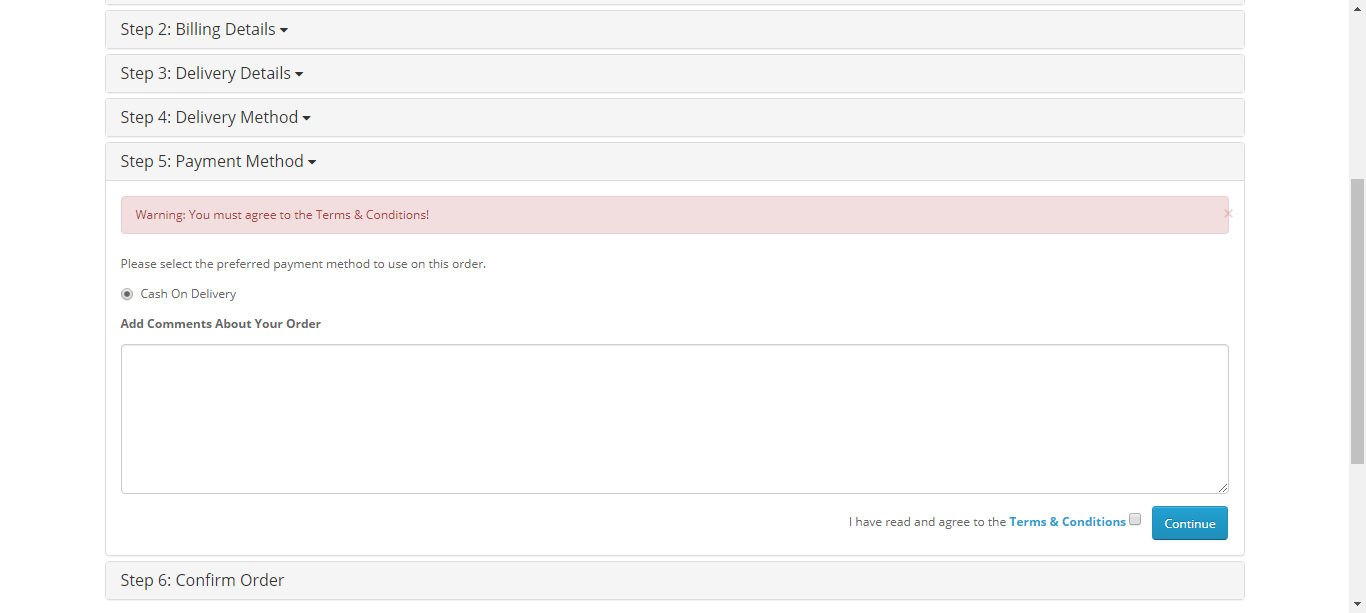 Step 2: Billing Details
Step 3: Delivery Details
Step 4: Delivery Method
Step 5: Payment Method
Warning: You must agree to the Terms & Conditions!
×
Please select the preferred payment method to use on this order.
Cash On Delivery
Add Comments About Your Order
I have read and agree to the Terms & Conditions
Continue
Step 6: Confirm Order